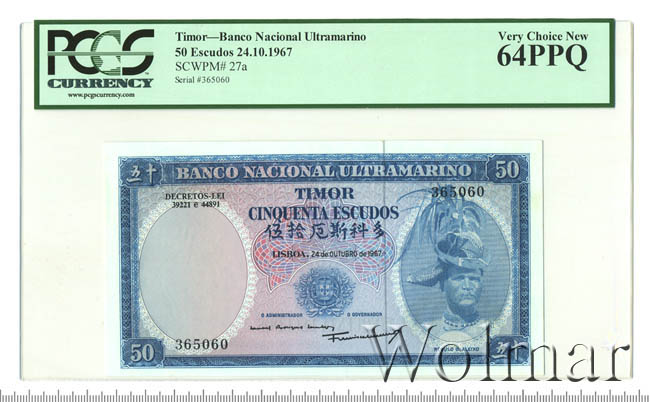 PCGS
CURRENCY
www.pcgscurrency.com
Timor—Banco Nacional Ultramarino
50 Escudos 24.10.1967
SCWPM# 27a
Serial #365060
Very Choice New
64PPQ
五十 BANCO NACIONAL ULTRAMARINO 50
DECRETOS-LEI
39221 e 44891
TIMOR
365060
CINQUENTA ESCUDOS
伍拾厄斯科多
LISBOA, 24 de OUTUBRO de 1967
O ADMINISTRADOR
O GOVERNADOR
365060
50
五十
Wolmar